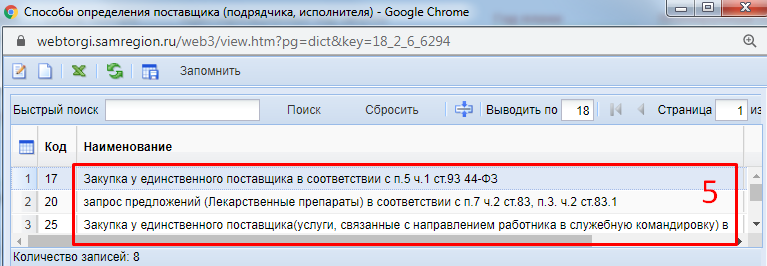 Способы определения поставщика (подрядчика, исполнителя) - Google Chrome
webtorgi.samregion.ru/web3/view.htm?pg=dict&key=18_2_6_6294
Запомнить
Быстрый поиск Поиск Сбросить Выводить по 18 Страница 1 из
Код Наименование
1 17 Закупка у единственного поставщика в соответствии с п.5 ч.1 ст.93 44-ФЗ
2 20 запрос предложений (Лекарственные препараты) в соответствии с п.7 ч.2 ст.83, п.3. ч.2 ст.83.1
3 25 Закупка у единственного поставщика(услуги, связанные с направлением работника в служебную командировку) в
5
Количество записей: 8